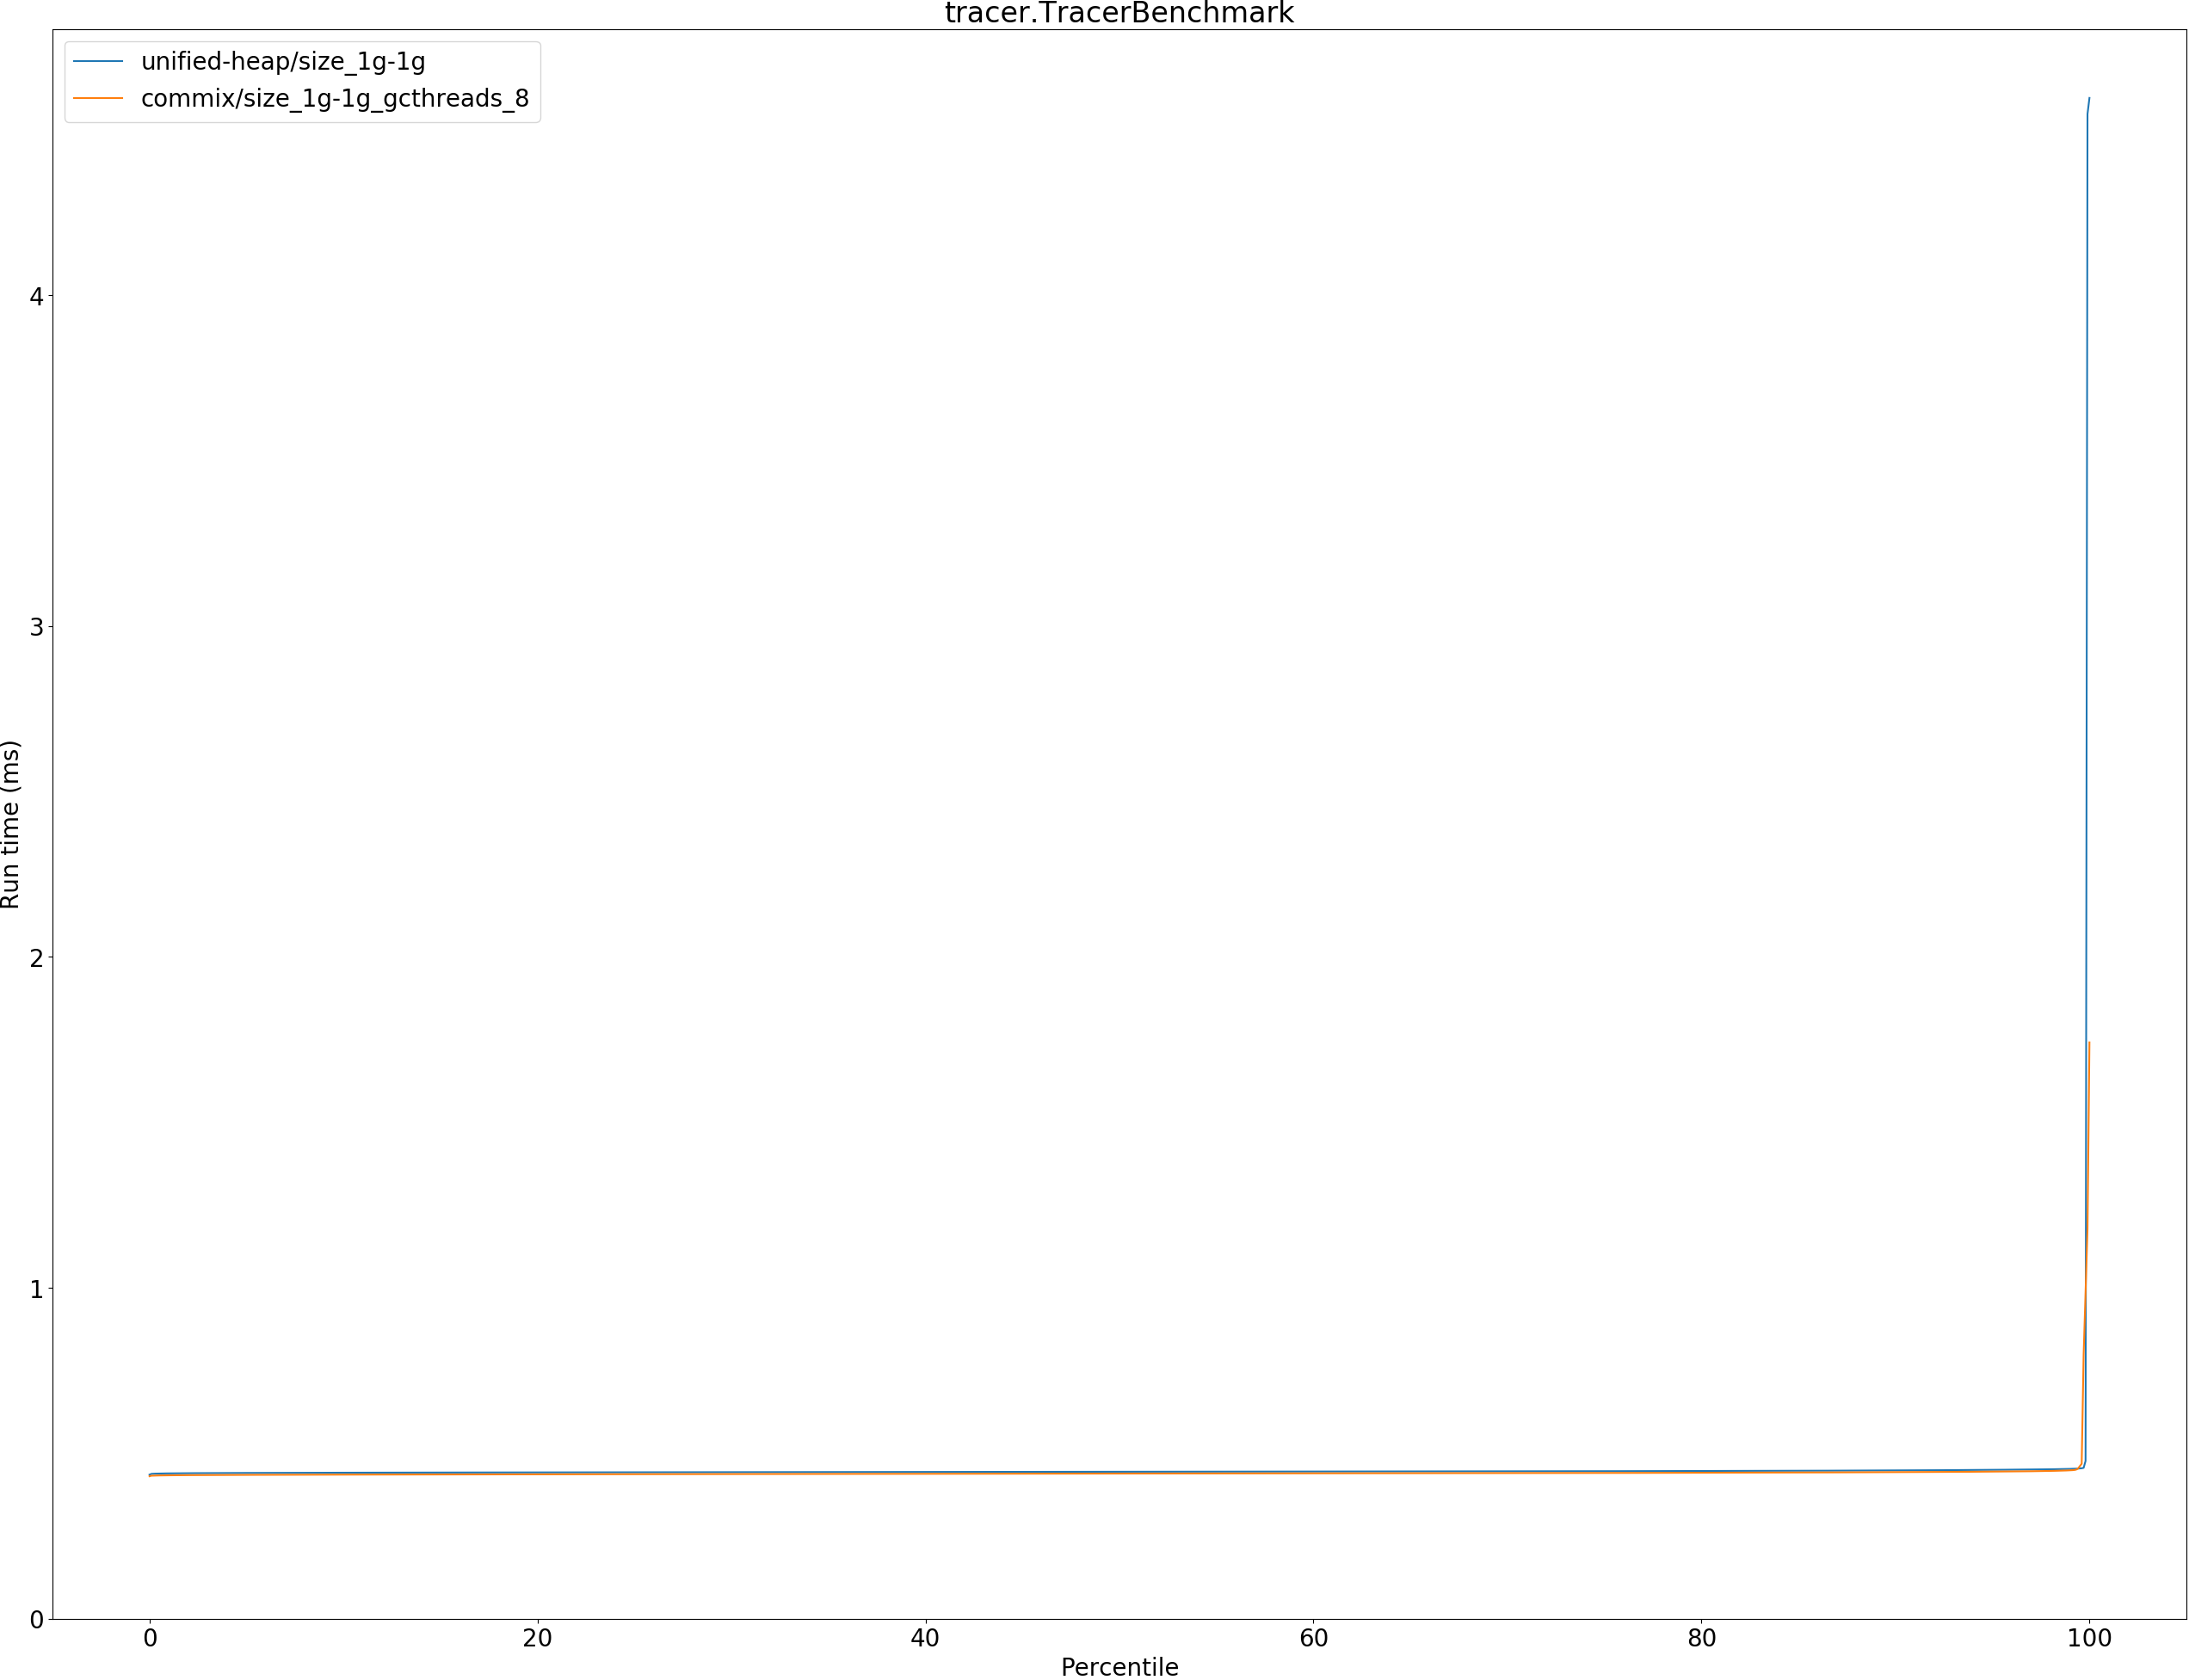 tracer.TracerBenchmark
unified-heap/size_1g-1g
commix/size_1g-1g_gcthreads_8
Run time (ms)
4
3
2
1
0
0 20 40 60 80 100
Percentile